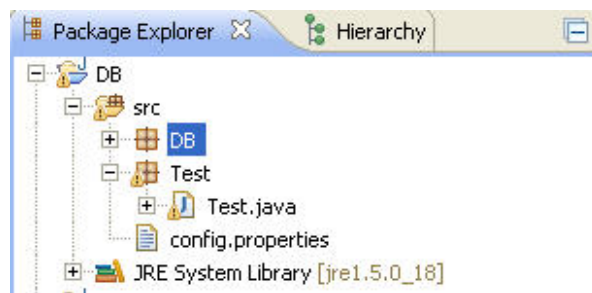 Package Explorer Hierarchy
DB
src
DB
Test
Test.java
config.properties
JRE System Library [jre1.5.0_18]